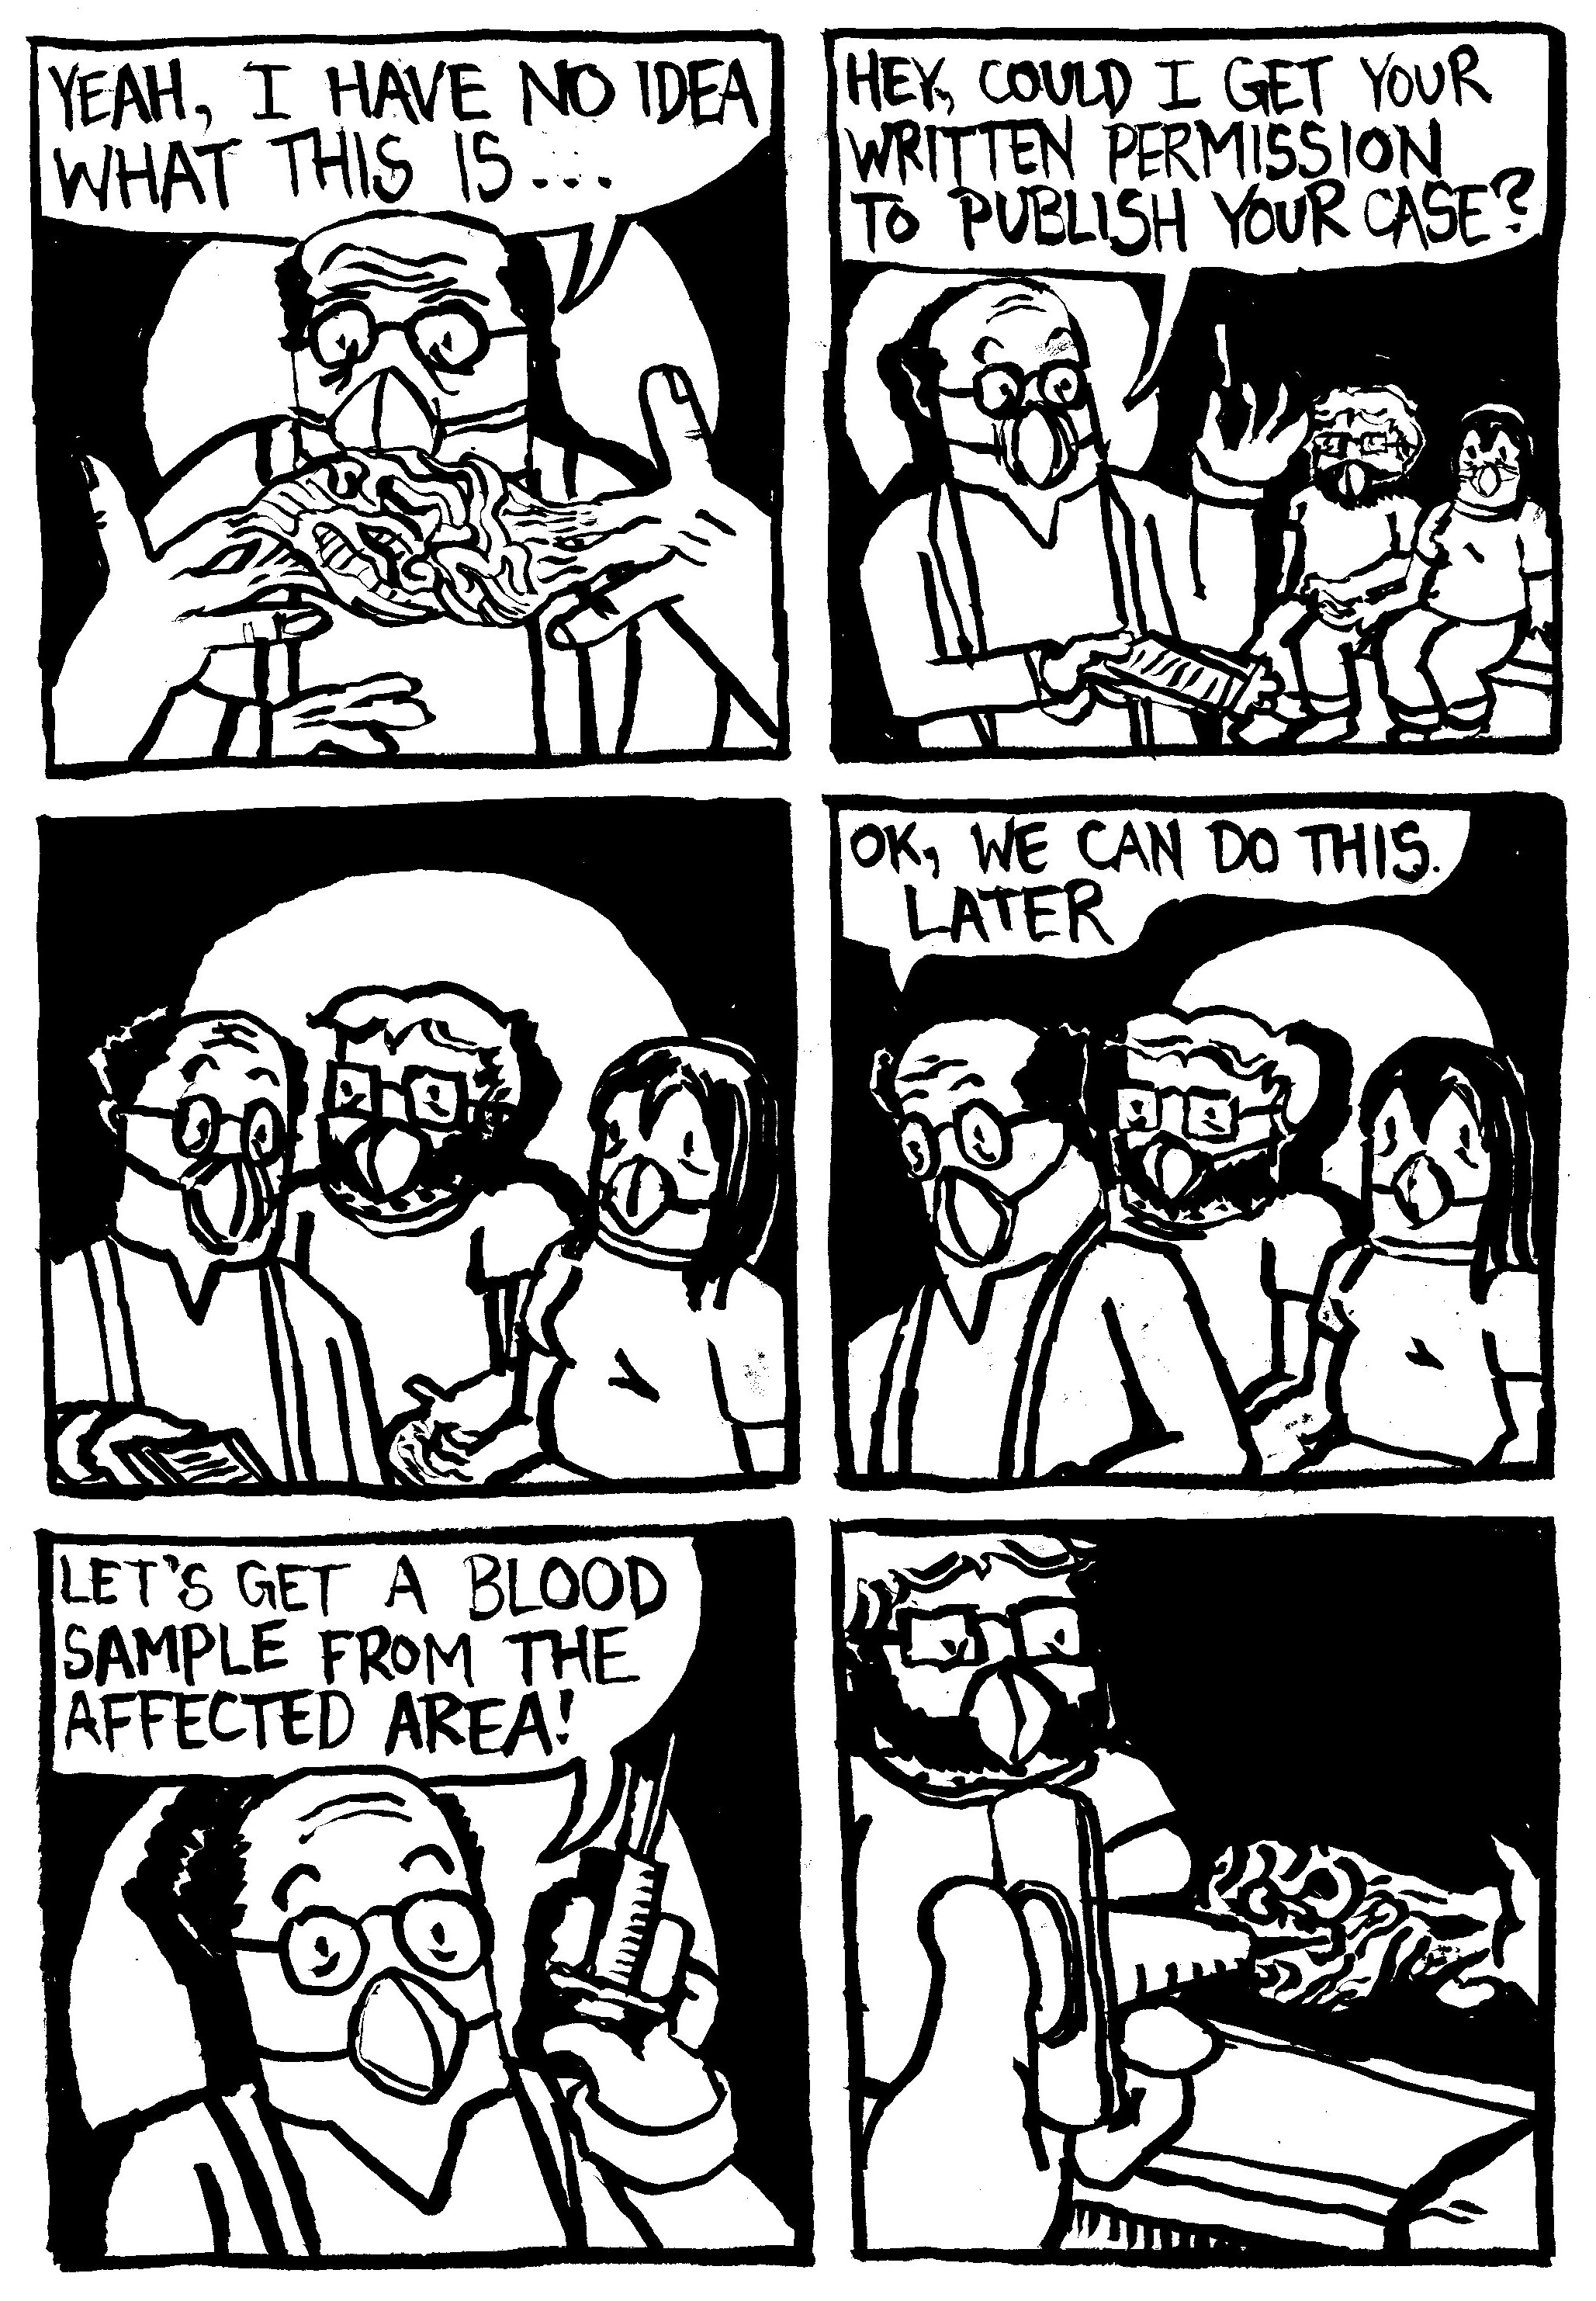 YEAH, I HAVE NO IDEA
WHAT THIS IS...
HEY, COULD I GET YOUR
WRITTEN PERMISSION
TO PUBLISH YOUR CASE?
OK, WE CAN DO THIS.
LATER
LET'S GET A BLOOD
SAMPLE FROM THE
AFFECTED AREA!